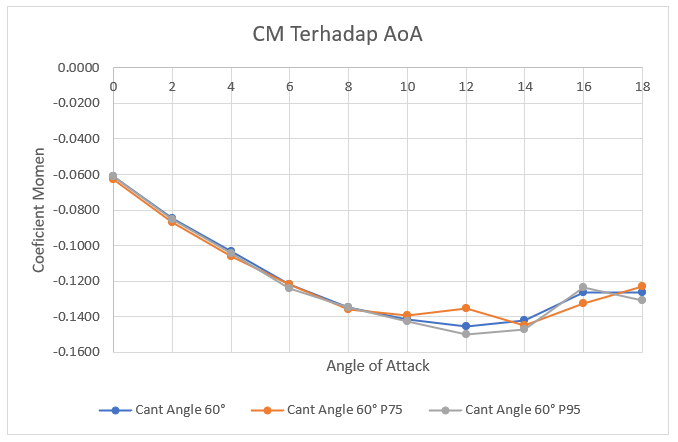 CM Terhadap AoA
0.0000
0 2 4 6 8 10 12 14 16 18
-0.0200
-0.0400
-0.0600
-0.0800
-0.1000
-0.1200
-0.1400
-0.1600
Coeficient Momen
Angle of Attack
Cant Angle 60° Cant Angle 60° P75 Cant Angle 60° P95